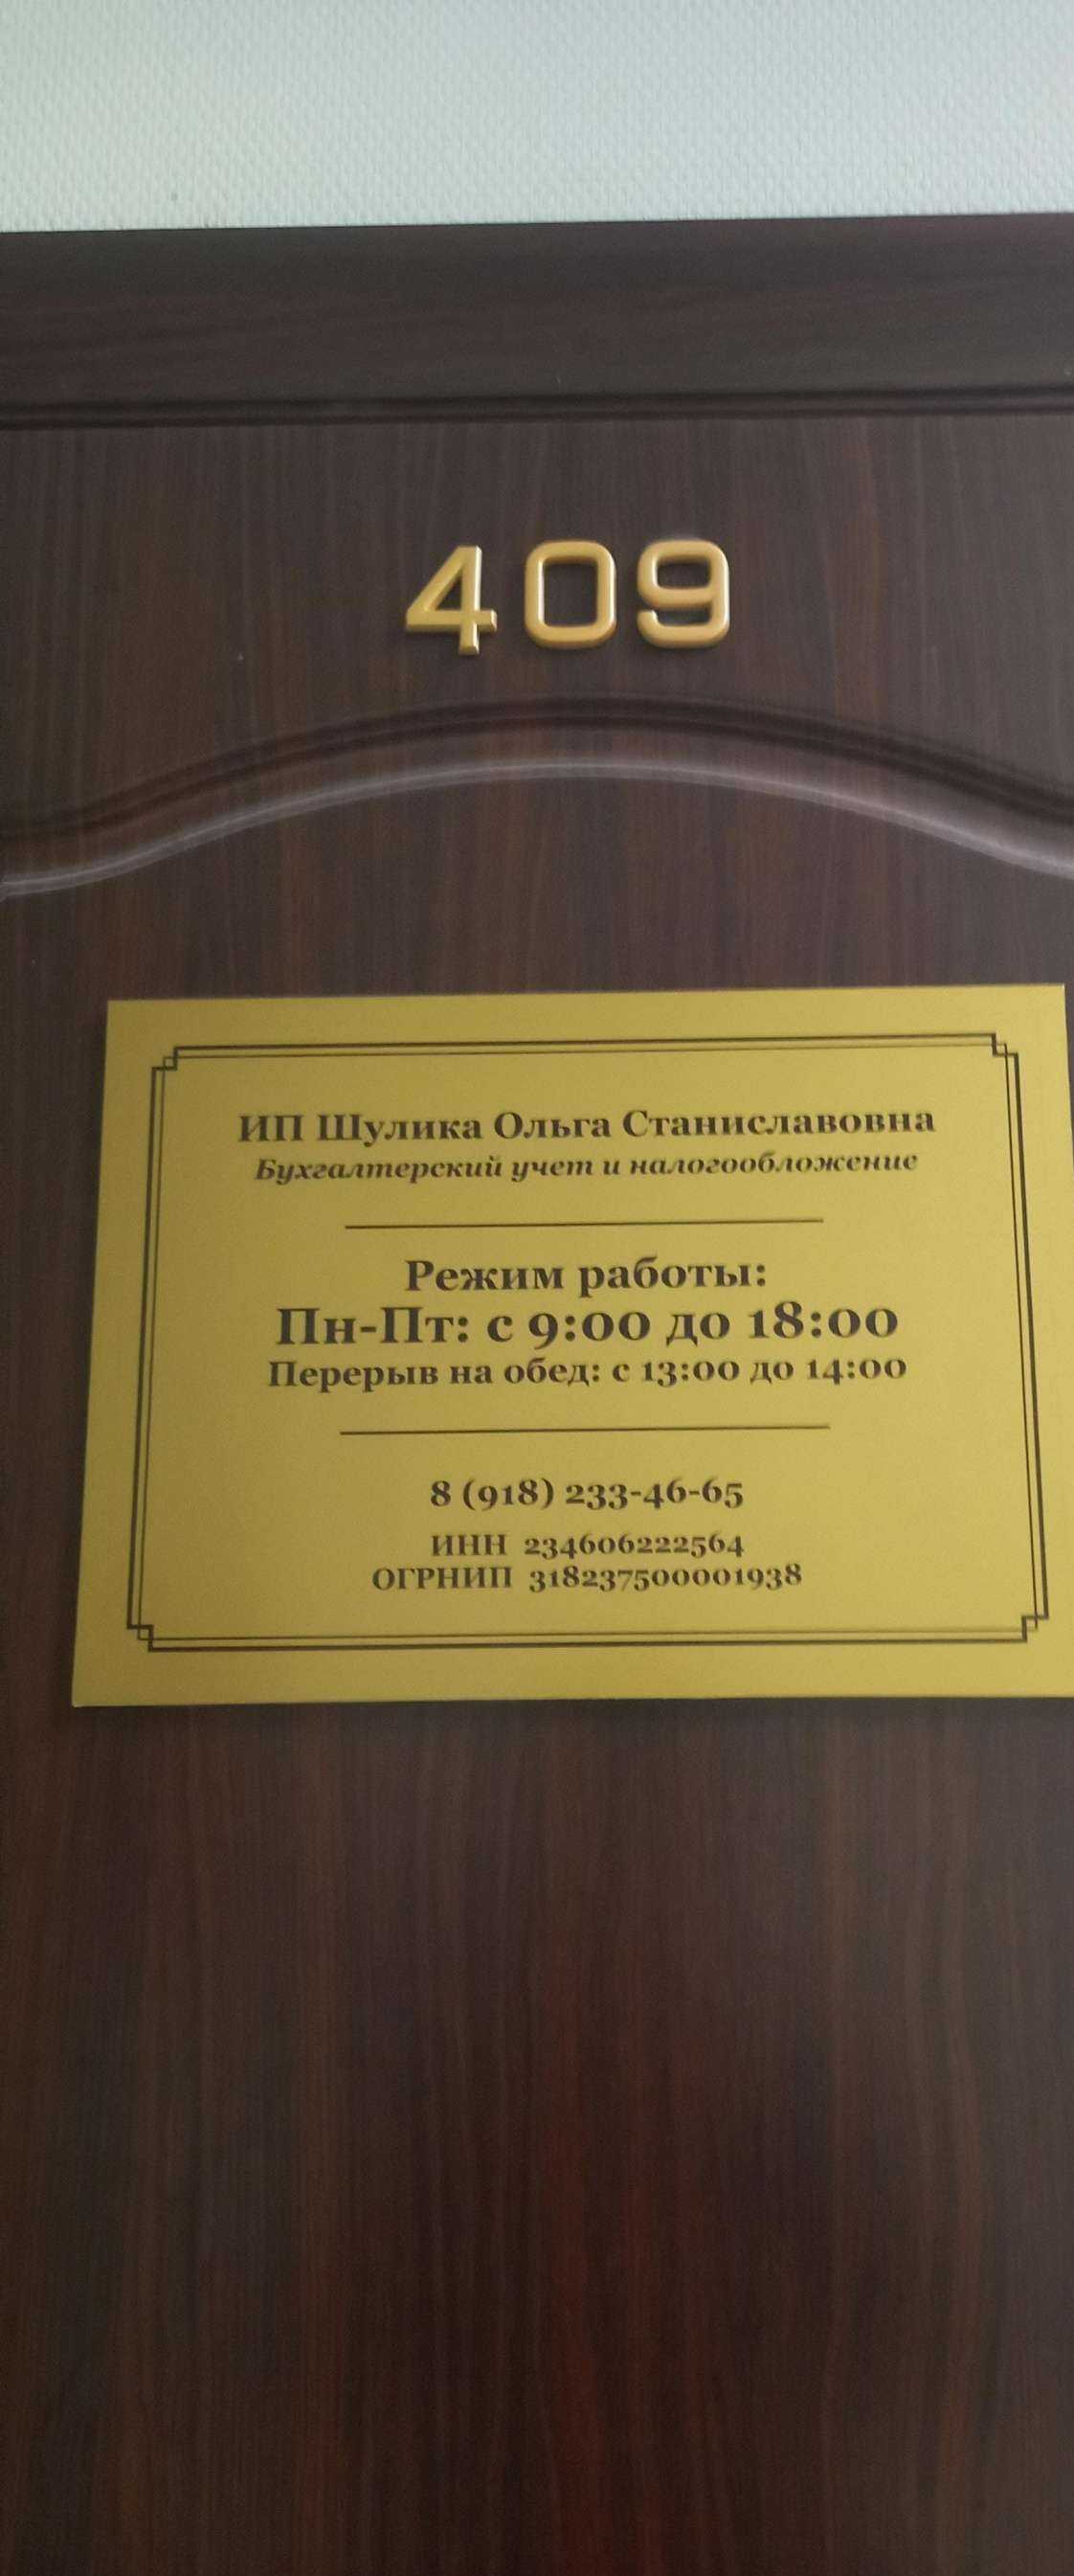 409
ИП Шулика Ольга Станиславовна
Бухгалтерский учет и налогообложение
Режим работы:
Пн-Пт: с 9:00 до 18:00
Перерыв на обед: с 13:00 до 14:00
8 (918) 233-46-65
ИНН 234606222564
ОГРНИП 318237500001938